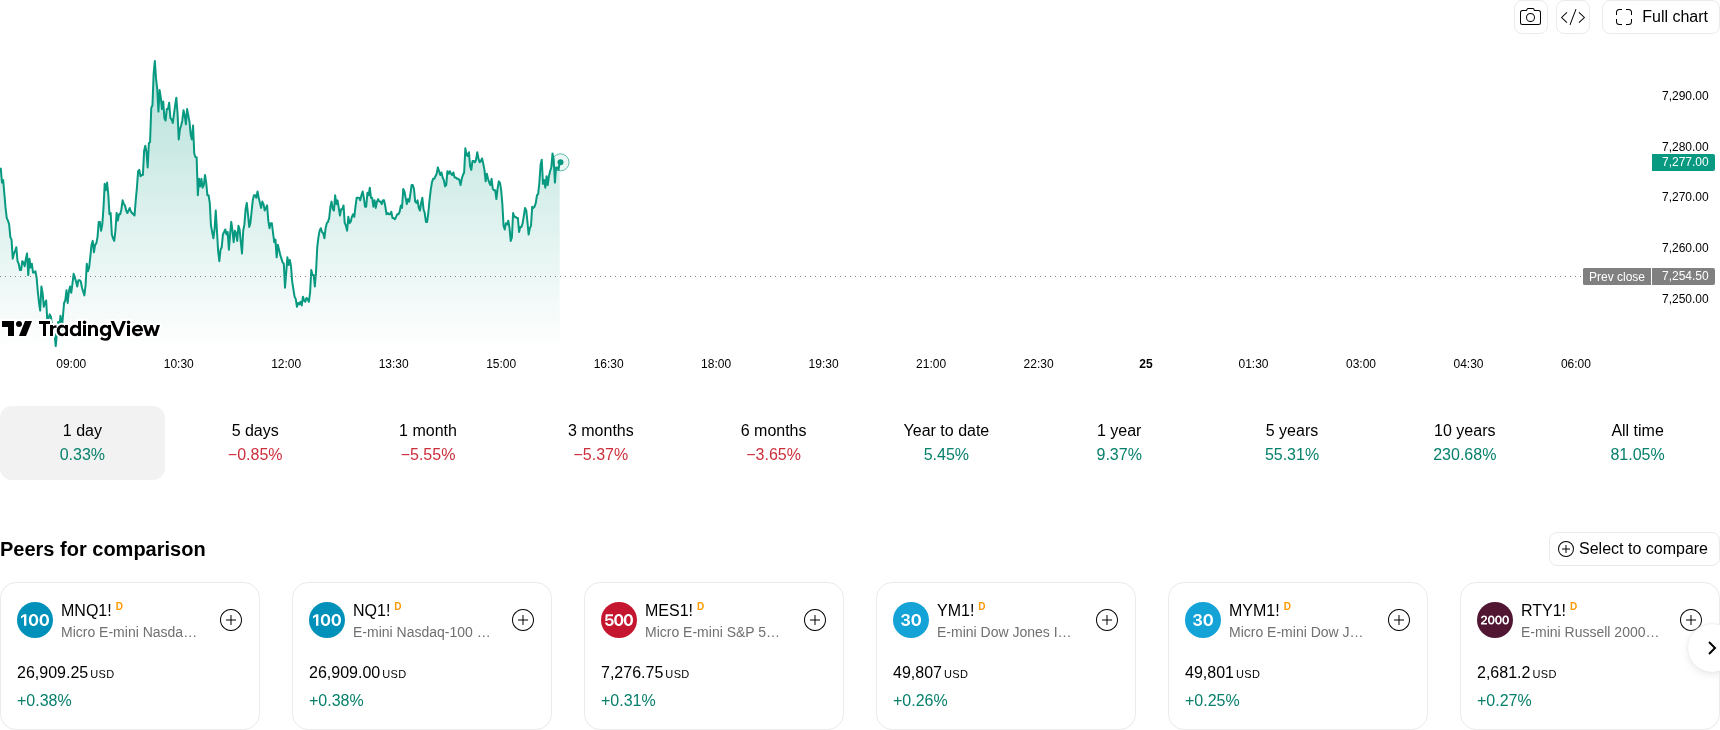 Full chart
7,290.00
7,280.00
7,277.00
7,270.00
7,260.00
Prev close 7,254.50
7,250.00
TradingView
09:00 10:30 12:00 13:30 15:00 16:30 18:00 19:30 21:00 22:30 25 01:30 03:00 04:30 06:00
1 day 5 days 1 month 3 months 6 months Year to date 1 year 5 years 10 years All time
0.33% −0.85% −5.55% −5.37% −3.65% 5.45% 9.37% 55.31% 230.68% 81.05%
Peers for comparison
Select to compare
100 MNQ1! D
Micro E-mini Nasda…
26,909.25 USD
+0.38%
100 NQ1! D
E-mini Nasdaq-100 …
26,909.00 USD
+0.38%
500 MES1! D
Micro E-mini S&P 5…
7,276.75 USD
+0.31%
30 YM1! D
E-mini Dow Jones I…
49,807 USD
+0.26%
30 MYM1! D
Micro E-mini Dow J…
49,801 USD
+0.25%
2000 RTY1! D
E-mini Russell 2000…
2,681.2 USD
+0.27%